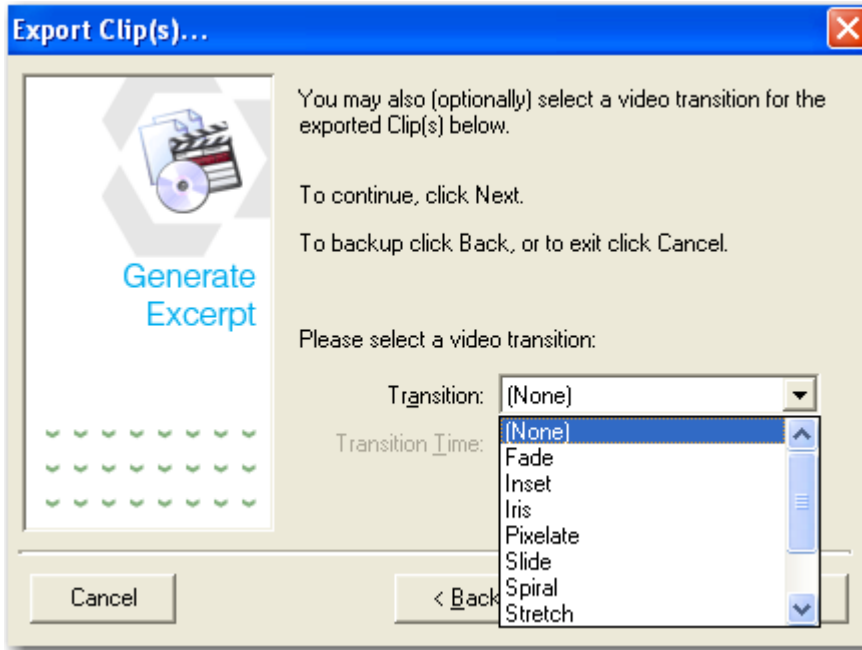 Export Clip(s)...
You may also (optionally) select a video transition for the
exported Clip(s) below.
To continue, click Next.
To backup click Back, or to exit click Cancel.
Generate
Excerpt
Please select a video transition:
Transition: (None)
Transition Time:
(None)
Fade
Inset
Iris
Pixelate
Slide
Spiral
Stretch
Cancel
< Back